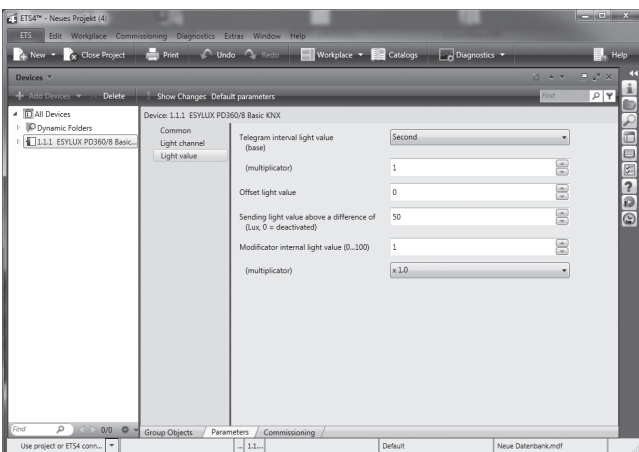 ETS4™ - Neues Projekt (4)
ETS Edit Workplace Commissioning Diagnostics Extras Window Help
New Close Project Print Undo Redo Workplace Catalogs Diagnostics Help
Devices
Add Devices Delete Show Changes Default parameters Find
All Devices
Dynamic Folders
1.1.1 ESYLUX PD360/8 Basic...
Device: 1.1.1 ESYLUX PD360/8 Basic KNX
Common
Light channel
Light value
Telegram interval light value
(base)
Second
(multiplicator)
1
Offset light value
0
Sending light value above a difference of
(Lux, 0 = deactivated)
50
Modificator internal light value (0...100)
1
(multiplicator)
x 1.0
Find 0/0
Group Objects Parameters Commissioning
Use project or ETS4 conn... ... 1.1.... Default Neue Datenbank.mdf